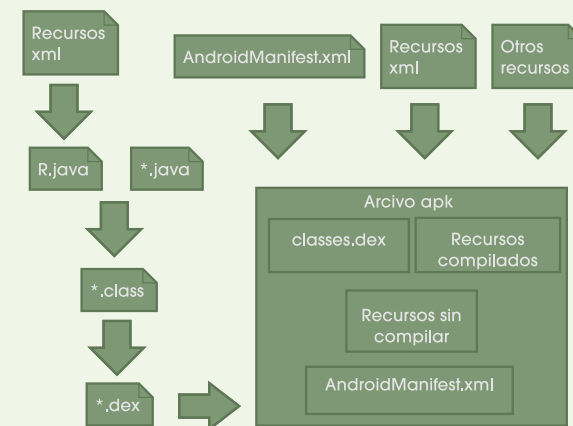 Recursos
xml
AndroidManifest.xml
Recursos
xml
Otros
recursos
R.java
*.java
*.class
*.dex
Arcivo apk
classes.dex
Recursos
compilados
Recursos sin
compilar
AndroidManifest.xml